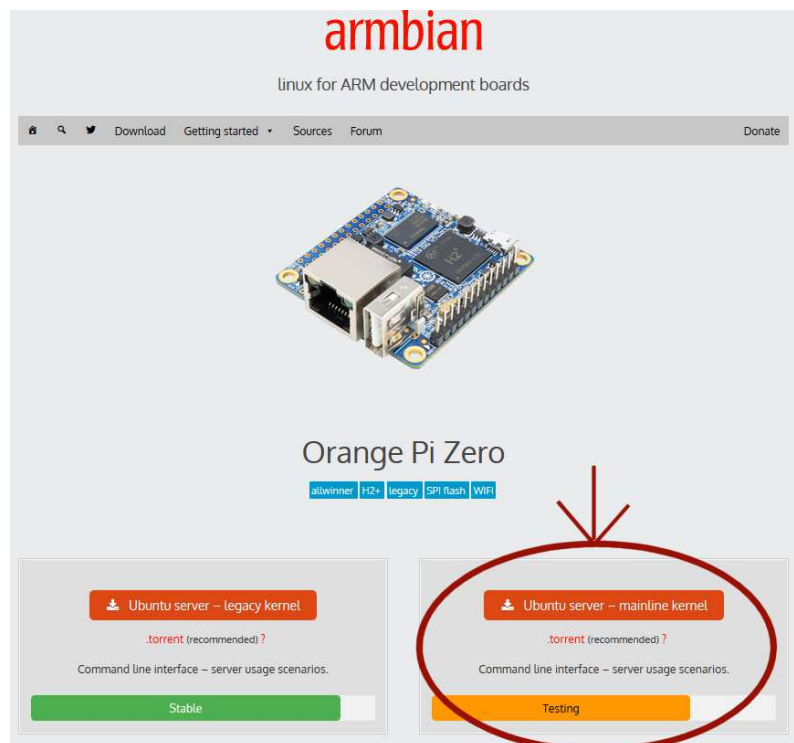 armbian
linux for ARM development boards
Download Getting started Sources Forum Donate
H2+
Orange Pi Zero
allwinner H2+ legacy SPI flash WIFI
Ubuntu server – legacy kernel
.torrent (recommended) ?
Command line interface – server usage scenarios.
Stable
Ubuntu server – mainline kernel
.torrent (recommended) ?
Command line interface – server usage scenarios.
Testing